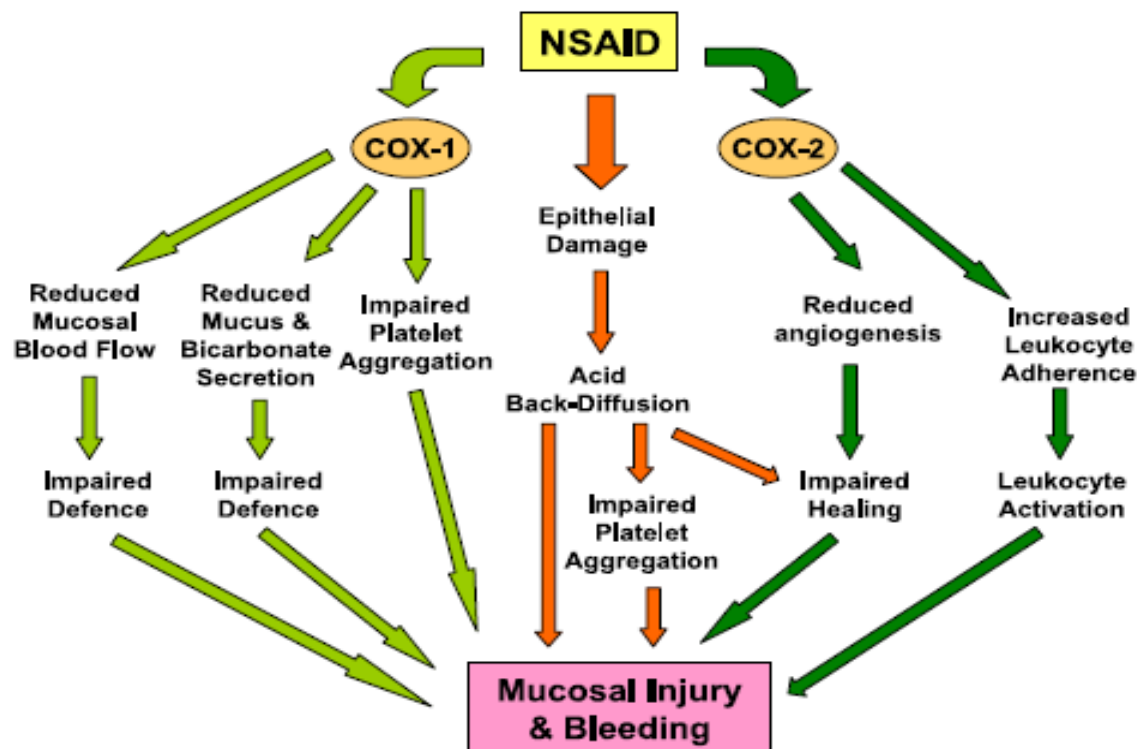 NSAID
COX-1
COX-2
Epithelial
Damage
Reduced
Mucosal
Blood Flow
Reduced
Mucus &
Bicarbonate
Secretion
Impaired
Platelet
Aggregation
Acid
Back-Diffusion
Reduced
angiogenesis
Increased
Leukocyte
Adherence
Impaired
Defence
Impaired
Defence
Impaired
Platelet
Aggregation
Impaired
Healing
Leukocyte
Activation
Mucosal Injury
& Bleeding